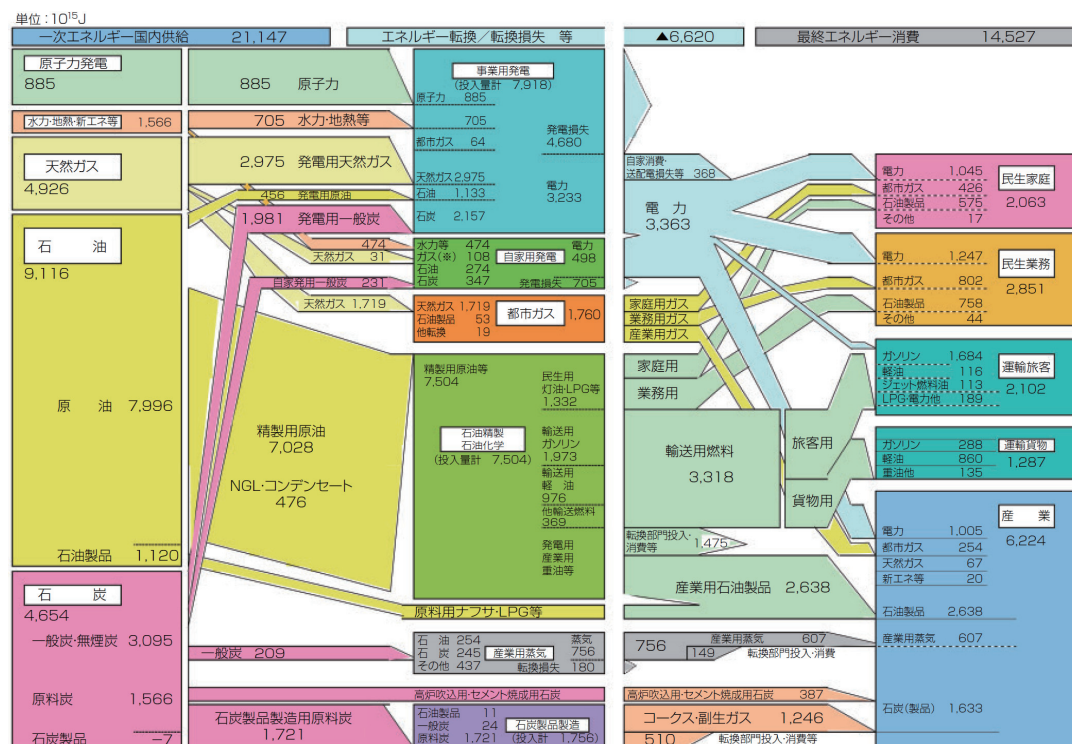 単位：10¹⁵J
一次エネルギー国内供給 21,147
エネルギー転換／転換損失 等
▲6,620
最終エネルギー消費 14,527
原子力発電
885
水力・地熱・新エネ等 1,566
天然ガス
4,926
石 油
9,116
原 油 7,996
石油製品 1,120
石 炭
4,654
一般炭・無煙炭 3,095
原料炭 1,566
石炭製品 −7
885 原子力
705 水力・地熱等
2,975 発電用天然ガス
456 発電用原油
1,981 発電用一般炭
474
天然ガス 31
自家発用一般炭 231
天然ガス 1,719
精製用原油
7,028
NGL・コンデンセート
476
一般炭 209
石炭製品製造用原料炭
1,721
事業用発電
(投入量計 7,918)
原子力 885
705
都市ガス 64
天然ガス2,975
石油 1,133
石炭 2,157
発電損失
4,680
電力
3,233
水力等 474
ガス(※) 108
石油 274
石炭 347
自家用発電
電力
498
発電損失 705
天然ガス 1,719
石油製品 53
他転換 19
都市ガス 1,760
精製用原油等
7,504
民生用
灯油・LPG等
1,332
石油精製
石油化学
(投入量計 7,504)
輸送用
ガソリン
1,973
輸送用
軽 油
976
他輸送燃料
369
発電用
産業用
重油等
原料用ナフサ・LPG等
石 油 254
石 炭 245
その他 437
産業用蒸気
蒸気
756
転換損失 180
高炉吹込用・セメント焼成用石炭
石油製品 11
一般炭 24
原料炭 1,721
石炭製品製造
(投入計 1,756)
自家消費・
送配電損失等 368
電 力
3,363
家庭用ガス
業務用ガス
産業用ガス
家庭用
業務用
輸送用燃料
3,318
旅客用
貨物用
転換部門投入・
消費等 1,475
産業用石油製品 2,638
756
産業用蒸気 607
149 転換部門投入・消費
高炉吹込用・セメント焼成用石炭 387
コークス・副生ガス 1,246
510 転換部門投入・消費等
電力 1,045
都市ガス 426
石油製品 575
その他 17
民生家庭
2,063
電力 1,247
都市ガス 802
石油製品 758
その他 44
民生業務
2,851
ガソリン 1,684
軽油 116
ジェット燃料油 113
LPG・電力他 189
運輸旅客
2,102
ガソリン 288
軽油 860
重油他 135
運輸貨物
1,287
産 業
6,224
電力 1,005
都市ガス 254
天然ガス 67
新エネ等 20
石油製品 2,638
産業用蒸気 607
石炭(製品) 1,633